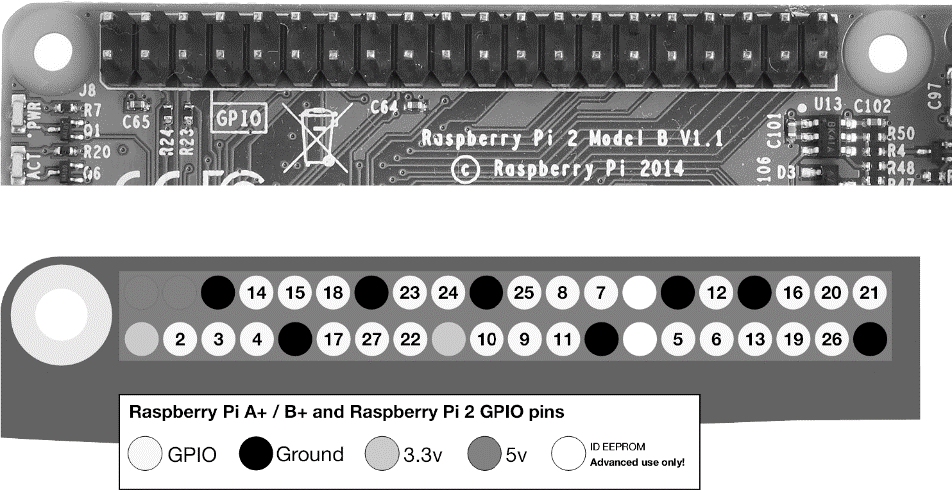 J8
R7
PWR
Q1
R20
ACT
Q6
C65
R24
R23
GPIO
C64
Raspberry Pi 2 Model B V1.1
© Raspberry Pi 2014
U13
C102
C101
R50
R4
D3
R48
R47
106
C97
14 15 18 23 24 25 8 7 12 16 20 21
2 3 4 17 27 22 10 9 11 5 6 13 19 26
Raspberry Pi A+ / B+ and Raspberry Pi 2 GPIO pins
GPIO
Ground
3.3v
5v
ID EEPROM
Advanced use only!